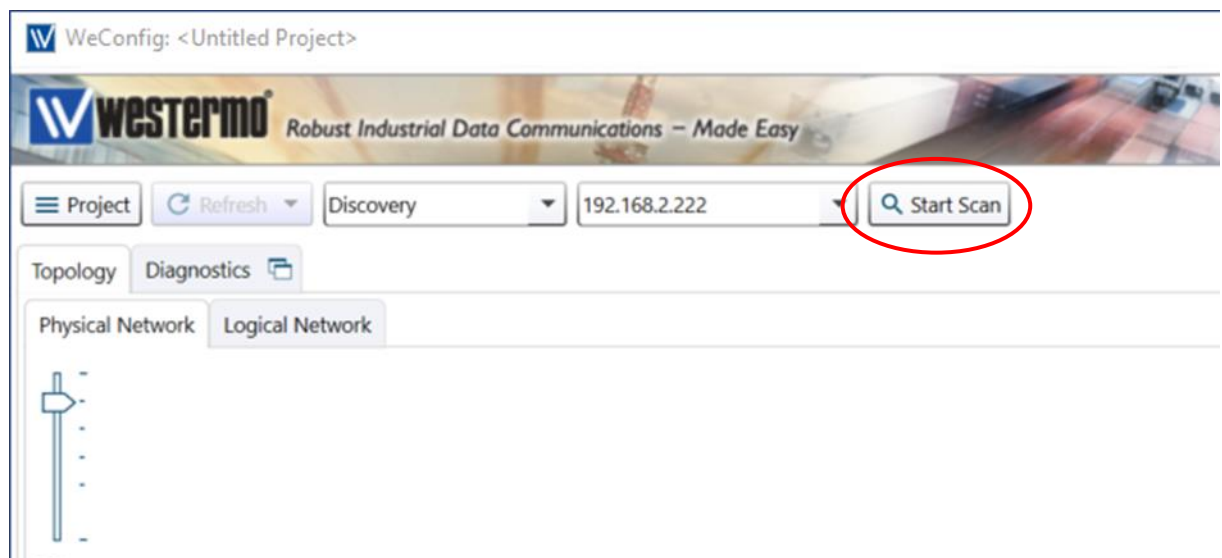 WeConfig: <Untitled Project>
westermo® Robust Industrial Data Communications – Made Easy
Project Refresh Discovery 192.168.2.222 Start Scan
Topology Diagnostics
Physical Network Logical Network